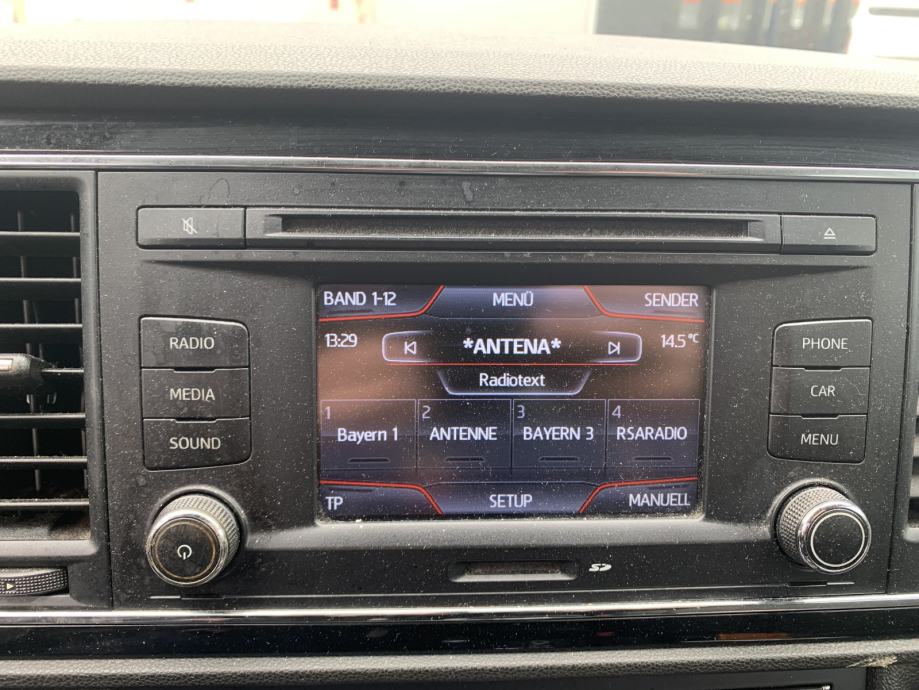 BAND 1-12 MENÜ SENDER
13:29 *ANTENA* 14.5°C
Radiotext
1 2 3 4
Bayern 1 ANTENNE BAYERN 3 RSARADIO
TP SETUP MANUELL
RADIO
MEDIA
SOUND
PHONE
CAR
MENU
SD